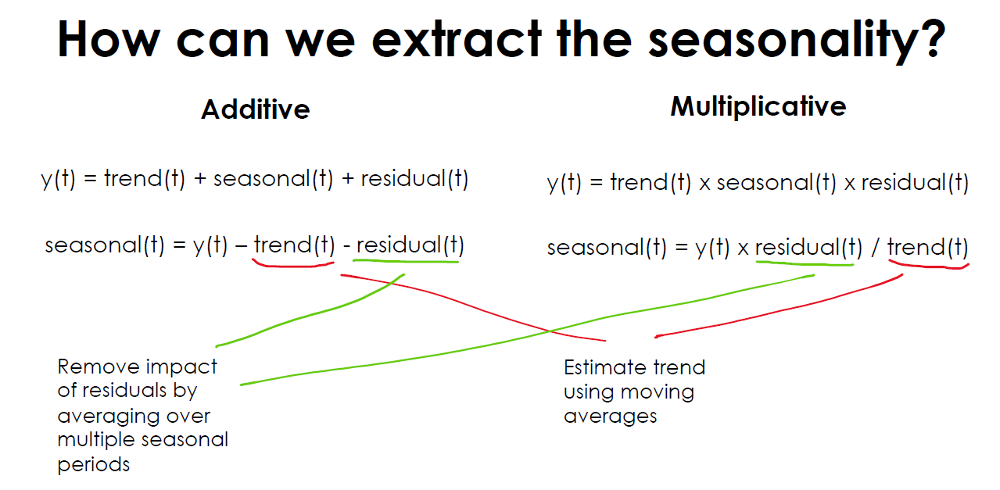 How can we extract the seasonality?
Additive
y(t) = trend(t) + seasonal(t) + residual(t)
seasonal(t) = y(t) – trend(t) - residual(t)
Multiplicative
y(t) = trend(t) x seasonal(t) x residual(t)
seasonal(t) = y(t) x residual(t) / trend(t)
Remove impact
of residuals by
averaging over
multiple seasonal
periods
Estimate trend
using moving
averages